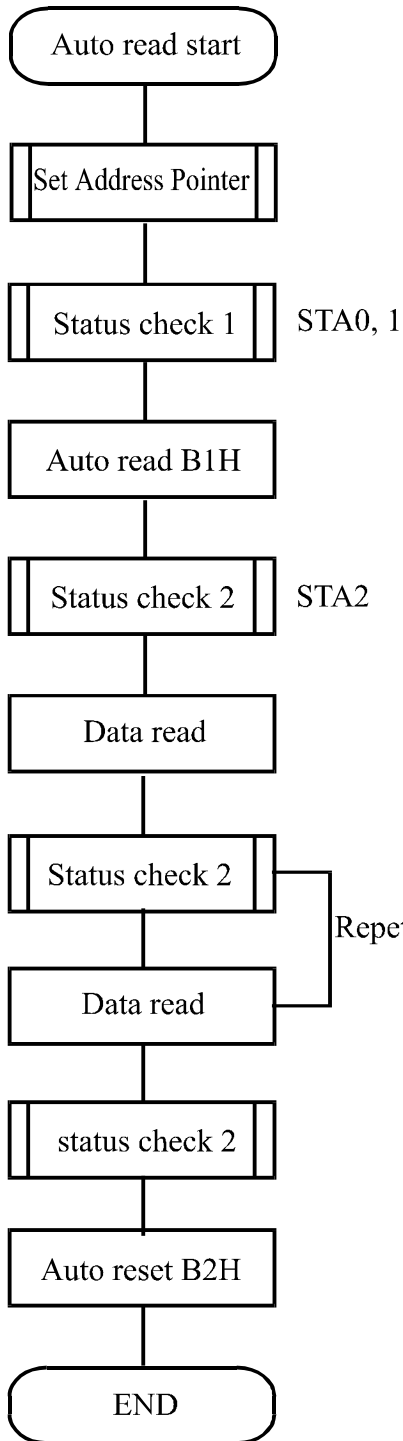 Auto read start
Set Address Pointer
Status check 1
STA0, 1
Auto read B1H
Status check 2
STA2
Data read
Status check 2
Data read
status check 2
Auto reset B2H
END